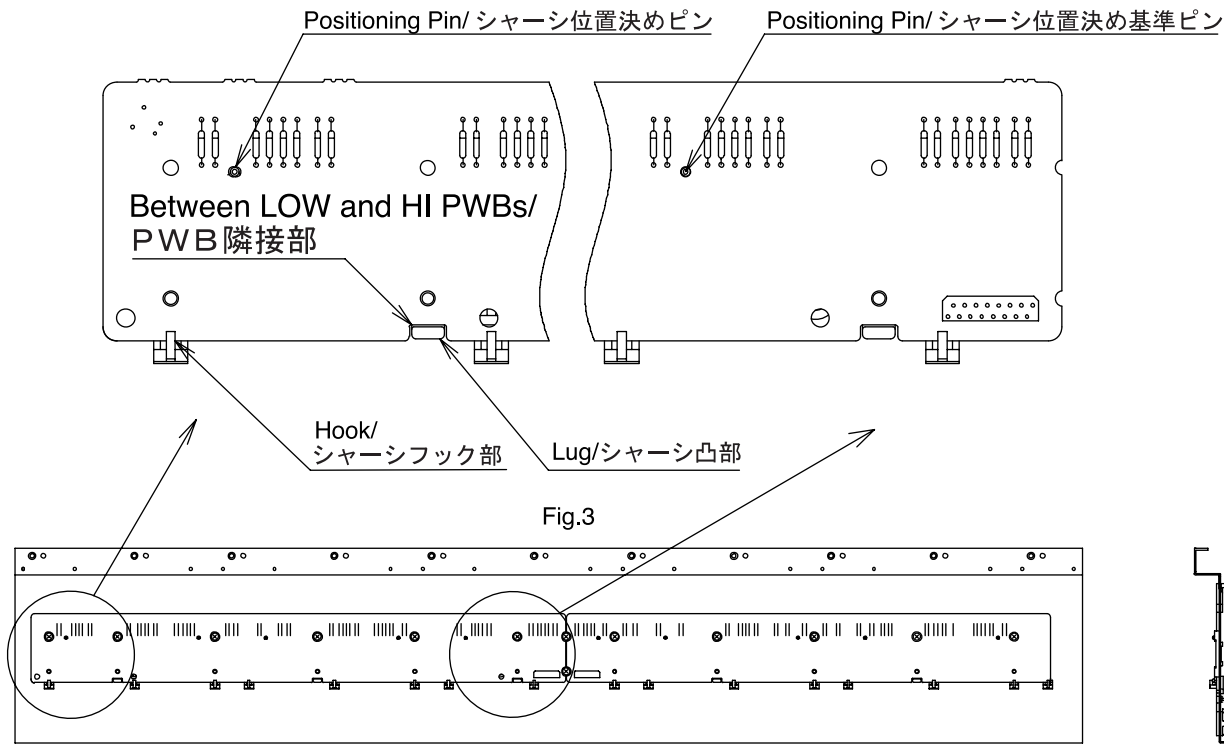 Positioning Pin/ シャーシ位置決めピン
Positioning Pin/ シャーシ位置決め基準ピン
Between LOW and HI PWBs/
ＰＷＢ隣接部
Hook/
シャーシフック部
Lug/シャーシ凸部
Fig.3